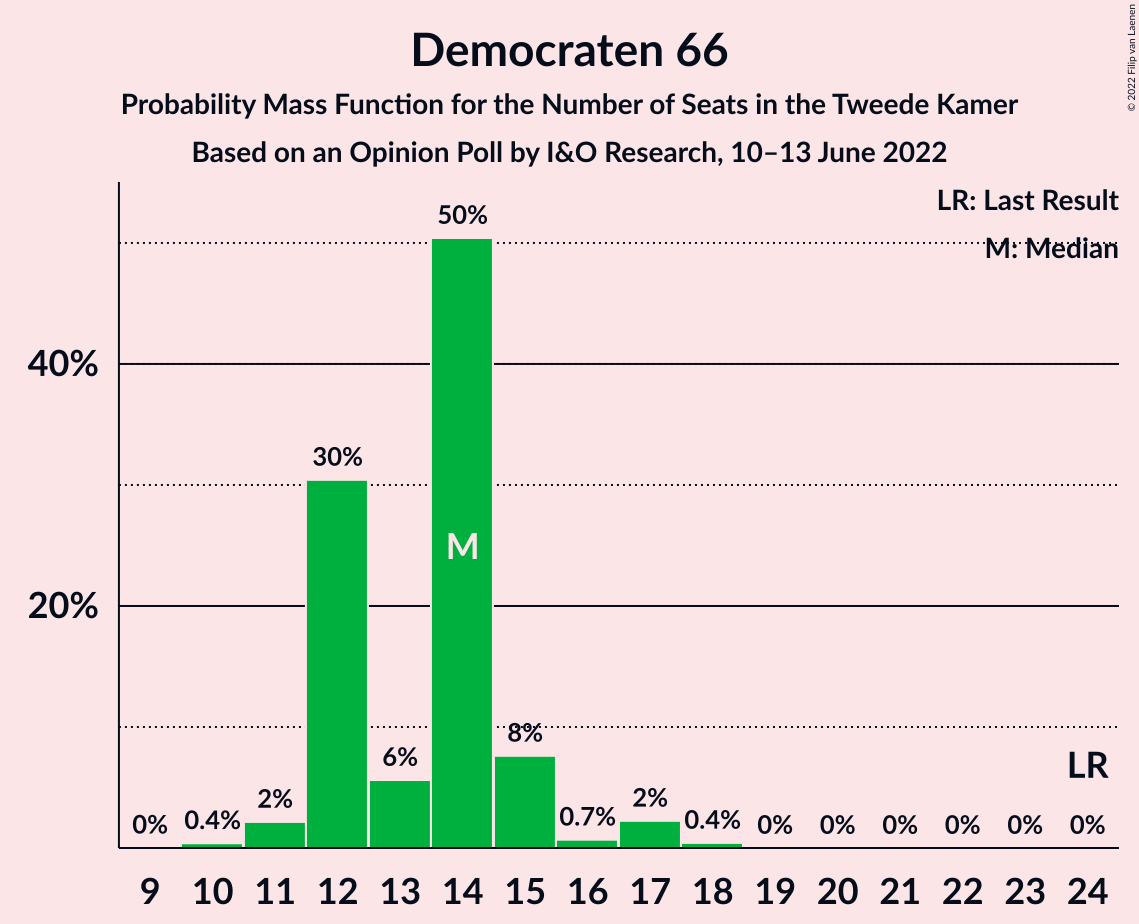 Democraten 66
Probability Mass Function for the Number of Seats in the Tweede Kamer
Based on an Opinion Poll by I&O Research, 10–13 June 2022
© 2022 Filip van Laenen
LR: Last Result
M: Median
50%
40%
30%
M
20%
8%
6%
LR
2%
2%
0%
0.4%
0.7%
0.4%
0%
0%
0%
0%
0%
0%
9 10 11 12 13 14 15 16 17 18 19 20 21 22 23 24